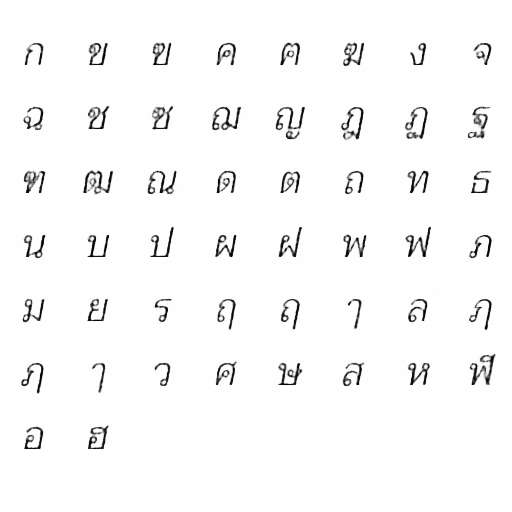 ก ข ฃ ค ฅ ฆ ง จ
ฉ ช ซ ฌ ญ ฎ ฏ ฐ
ฑ ฒ ณ ด ต ถ ท ธ
น บ ป ผ ฝ พ ฟ ภ
ม ย ร ฤ ฤ ๅ ล ฦ
ฦ ๅ ว ศ ษ ส ห ฬ
อ ฮ